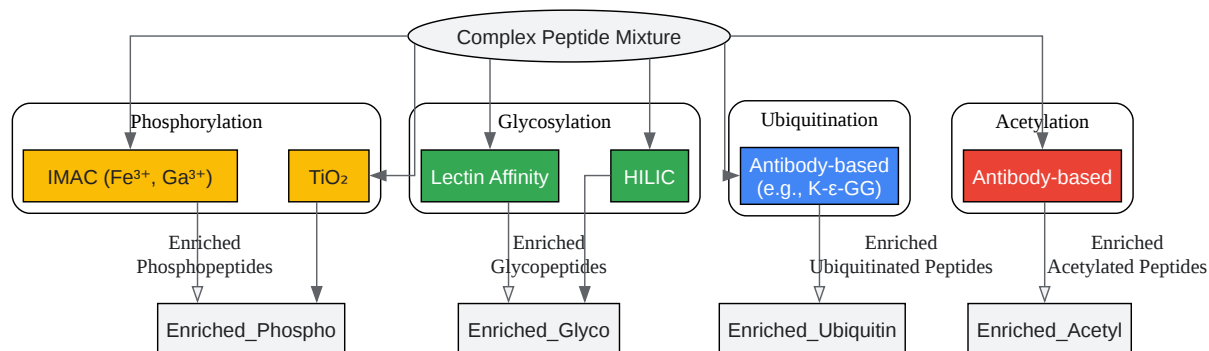 Complex Peptide Mixture
Phosphorylation
Glycosylation
Ubiquitination
Acetylation
IMAC (Fe³⁺, Ga³⁺)
TiO₂
Lectin Affinity
HILIC
Antibody-based
(e.g., K-ε-GG)
Antibody-based
Enriched
Phosphopeptides
Enriched
Glycopeptides
Enriched
Ubiquitinated Peptides
Enriched
Acetylated Peptides
Enriched_Phospho
Enriched_Glyco
Enriched_Ubiquitin
Enriched_Acetyl